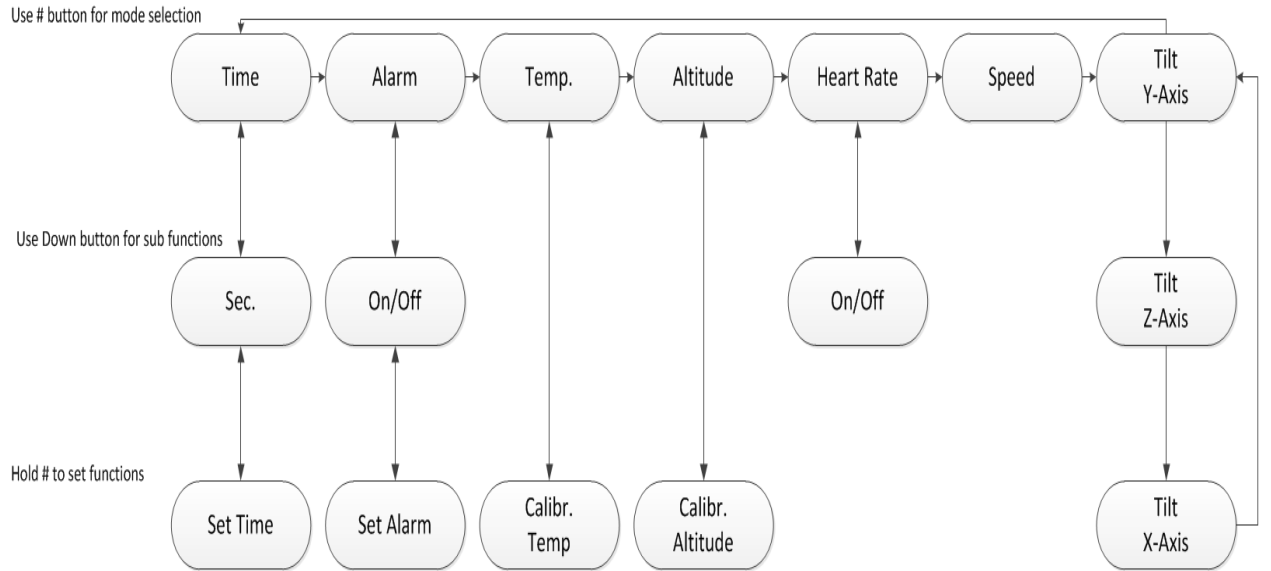 Use # button for mode selection
Time
Alarm
Temp.
Altitude
Heart Rate
Speed
Tilt
Y-Axis
Use Down button for sub functions
Sec.
On/Off
On/Off
Tilt
Z-Axis
Hold # to set functions
Set Time
Set Alarm
Calibr.
Temp
Calibr.
Altitude
Tilt
X-Axis